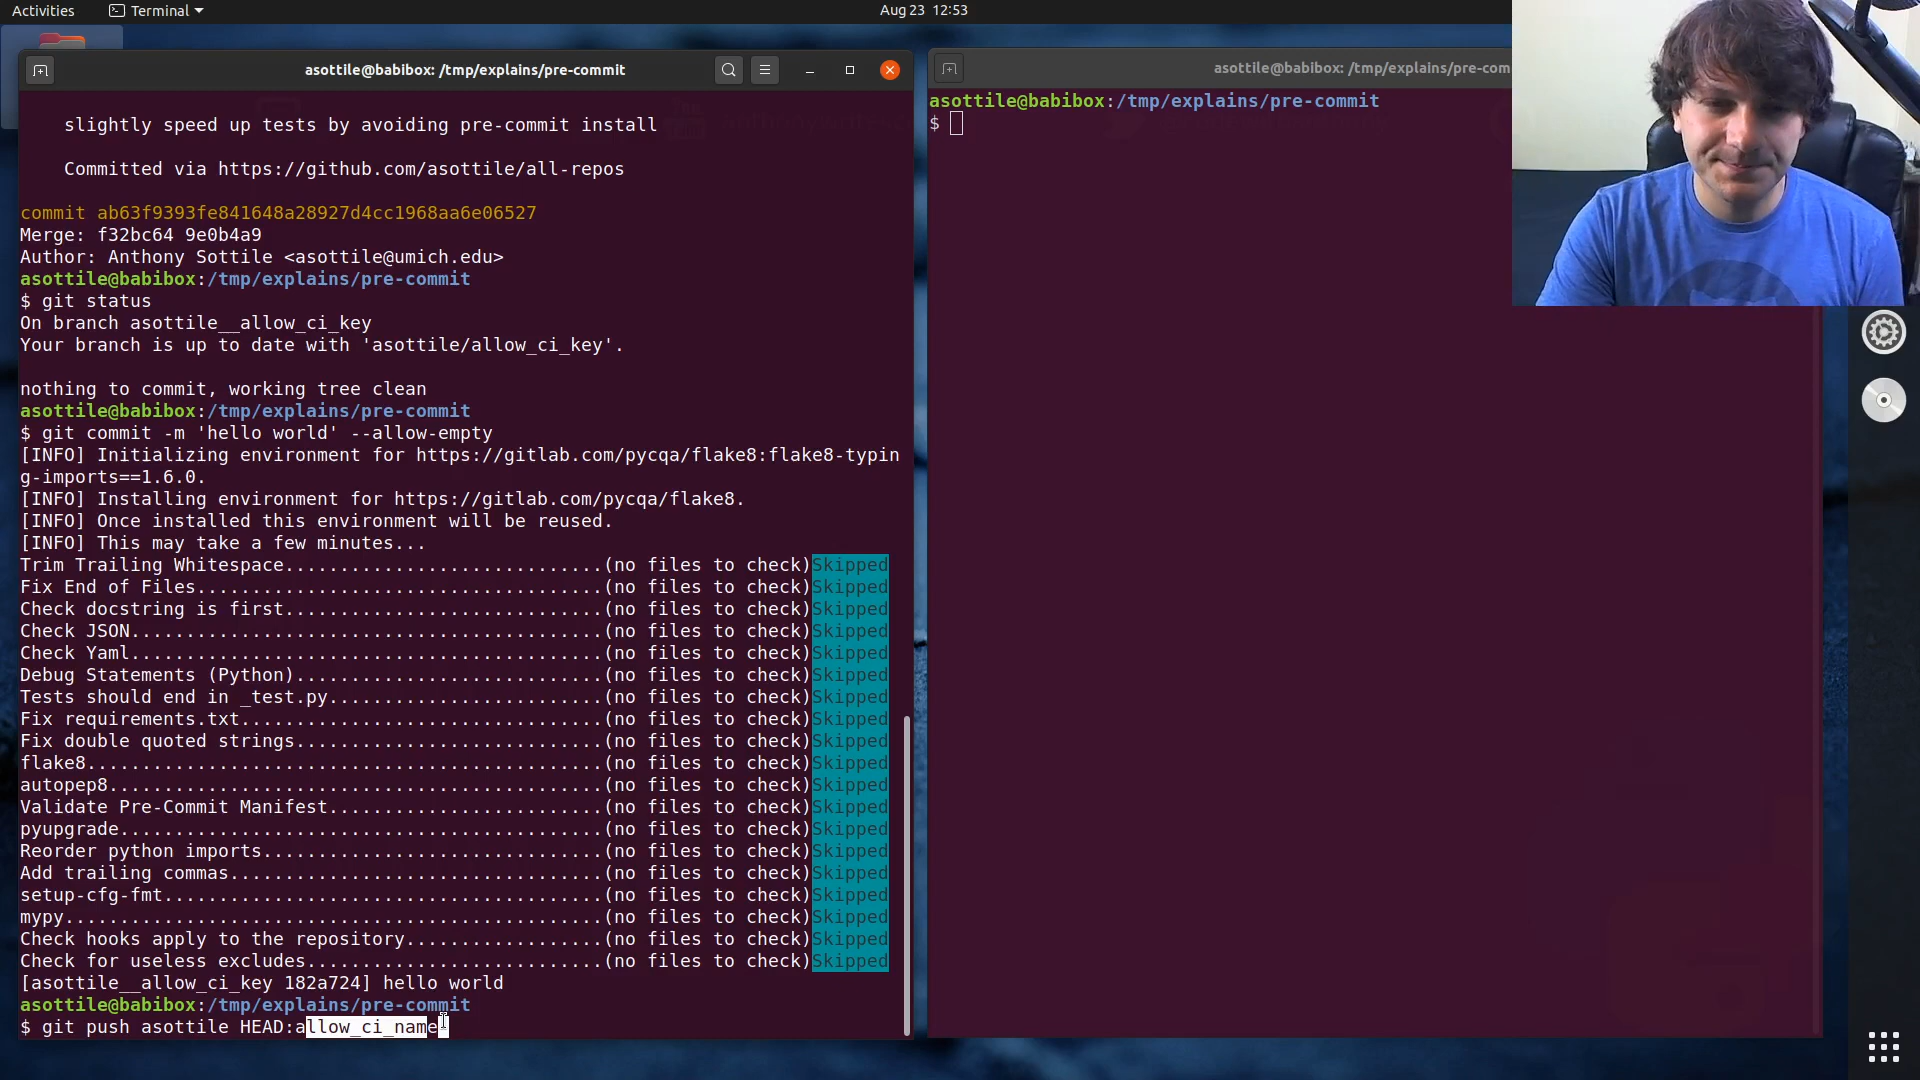 Activities
Terminal
Aug 23 12:53
asottile@babibox: /tmp/explains/pre-commit
slightly speed up tests by avoiding pre-commit install
Committed via https://github.com/asottile/all-repos
commit ab63f9393fe841648a28927d4cc1968aa6e06527
Merge: f32bc64 9e0b4a9
Author: Anthony Sottile <asottile@umich.edu>
asottile@babibox:/tmp/explains/pre-commit
$ git status
On branch asottile__allow_ci_key
Your branch is up to date with 'asottile/allow_ci_key'.
nothing to commit, working tree clean
asottile@babibox:/tmp/explains/pre-commit
$ git commit -m 'hello world' --allow-empty
[INFO] Initializing environment for https://gitlab.com/pycqa/flake8:flake8-typin
g-imports==1.6.0.
[INFO] Installing environment for https://gitlab.com/pycqa/flake8.
[INFO] Once installed this environment will be reused.
[INFO] This may take a few minutes...
Trim Trailing Whitespace.............................(no files to check)Skipped
Fix End of Files.....................................(no files to check)Skipped
Check docstring is first.............................(no files to check)Skipped
Check JSON...........................................(no files to check)Skipped
Check Yaml...........................................(no files to check)Skipped
Debug Statements (Python)............................(no files to check)Skipped
Tests should end in _test.py.........................(no files to check)Skipped
Fix requirements.txt.................................(no files to check)Skipped
Fix double quoted strings............................(no files to check)Skipped
flake8...............................................(no files to check)Skipped
autopep8.............................................(no files to check)Skipped
Validate Pre-Commit Manifest.........................(no files to check)Skipped
pyupgrade............................................(no files to check)Skipped
Reorder python imports...............................(no files to check)Skipped
Add trailing commas..................................(no files to check)Skipped
setup-cfg-fmt........................................(no files to check)Skipped
mypy.................................................(no files to check)Skipped
Check hooks apply to the repository..................(no files to check)Skipped
Check for useless excludes...........................(no files to check)Skipped
[asottile__allow_ci_key 182a724] hello world
asottile@babibox:/tmp/explains/pre-commit
$ git push asottile HEAD:allow_ci_name
asottile@babibox: /tmp/explains/pre-com
asottile@babibox:/tmp/explains/pre-commit
$